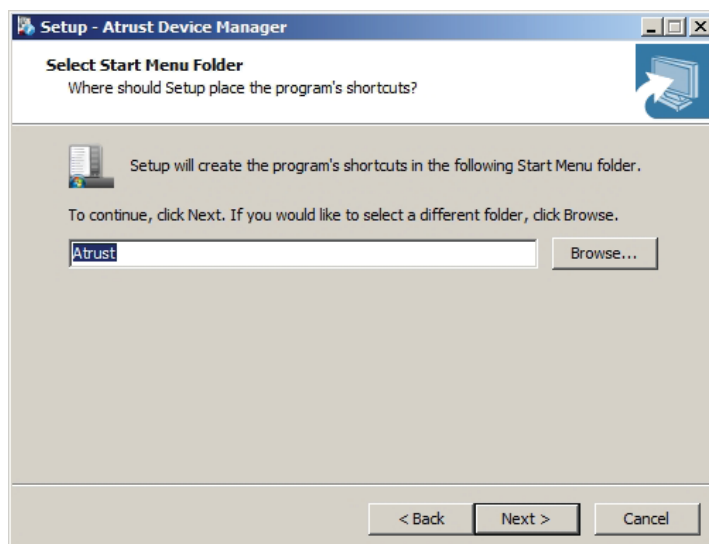 Setup - Atrust Device Manager
Select Start Menu Folder
Where should Setup place the program's shortcuts?
Setup will create the program's shortcuts in the following Start Menu folder.
To continue, click Next. If you would like to select a different folder, click Browse.
Atrust
Browse...
< Back
Next >
Cancel